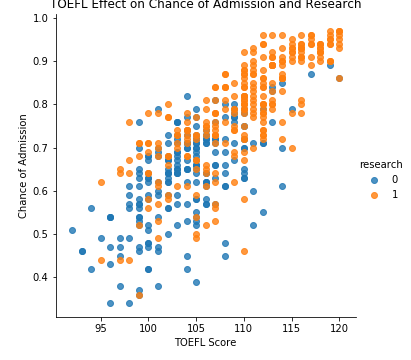 TOEFL Effect on Chance of Admission and Research
1.0
0.9
0.8
0.7
0.6
0.5
0.4
Chance of Admission
95 100 105 110 115 120
TOEFL Score
research
0
1